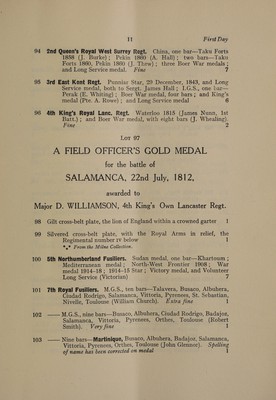 11
First Day
94 2nd Queen's Royal West Surrey Regt. China, one bar—Taku Forts
1858 (J. Burke); Pekin 1860 (A. Hall); two bars—Taku
Forts 1860, Pekin 1860 (J. Thomas); three Boer War medals;
and Long Service medal. Fine 7
95 3rd East Kent Regt. Punniar Star, 29 December, 1843, and Long
Service medal, both to Sergt. James Hall; I.G.S., one bar—
Perak (E. Whiting); Boer War medal, four bars; and King's
medal (Pte. A. Rowe); and Long Service medal 6
96 4th King's Royal Lanc. Regt. Waterloo 1815 (James Nunn, 1st
Batt.); and Boer War medal, with eight bars (J. Whealing).
Fine 2
Lot 97
A FIELD OFFICER'S GOLD MEDAL
for the battle of
SALAMANCA, 22nd July, 1812,
awarded to
Major D. WILLIAMSON, 4th King's Own Lancaster Regt.
98 Gilt cross-belt plate, the lion of England within a crowned garter 1
99 Silvered cross-belt plate, with the Royal Arms in relief, the
Regimental number IV below 1
*⁎* From the Milne Collection.
100 5th Northumberland Fusiliers. Sudan medal, one bar—Khartoum;
Mediterranean medal; North-West Frontier 1908; War
medal 1914-18; 1914-15 Star; Victory medal, and Volunteer
Long Service (Victorian) 7
101 7th Royal Fusiliers. M.G.S., ten bars—Talavera, Busaco, Albuhera,
Ciudad Rodrigo, Salamanca, Vittoria, Pyrenees, St. Sebastian,
Nivelle, Toulouse (William Church). Extra fine 1
102 —— M.G.S., nine bars—Busaco, Albuhera, Ciudad Rodrigo, Badajoz,
Salamanca, Vittoria, Pyrenees, Orthes, Toulouse (Robert
Smith). Very fine 1
103 —— Nine bars—Martinique, Busaco, Albuhera, Badajoz, Salamanca,
Vittoria, Pyrenees, Orthes, Toulouse (John Glennor). Spelling
of name has been corrected on medal 1